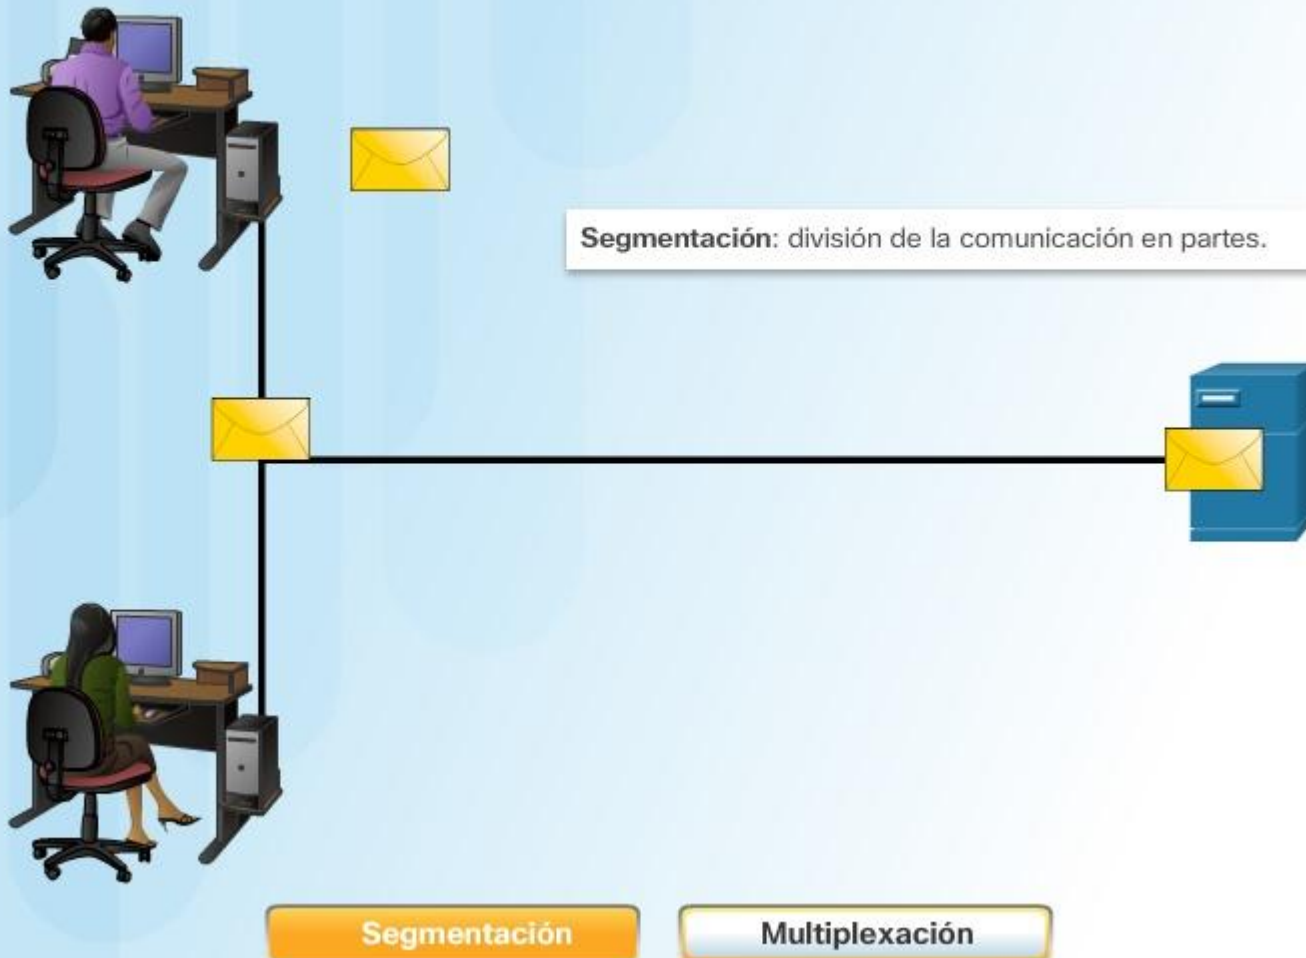 Segmentación: división de la comunicación en partes.
Segmentación
Multiplexación